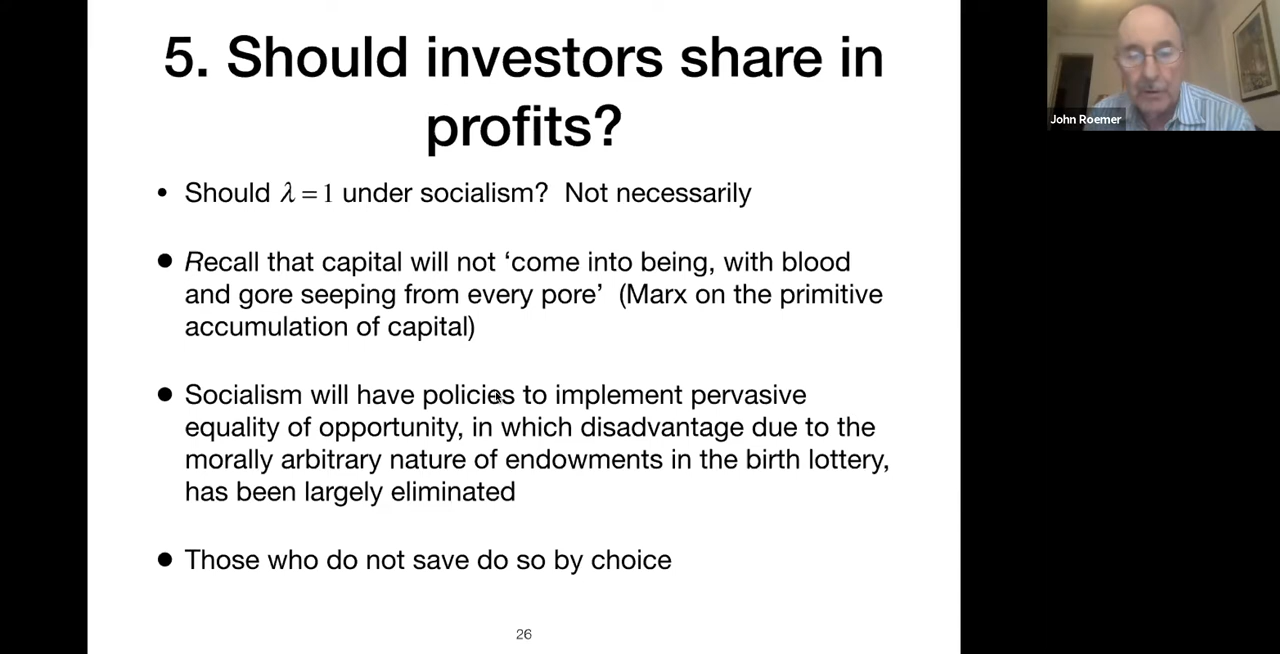 5. Should investors share in
profits?
• Should λ = 1 under socialism? Not necessarily
● Recall that capital will not ‘come into being, with blood
and gore seeping from every pore’ (Marx on the primitive
accumulation of capital)
● Socialism will have policies to implement pervasive
equality of opportunity, in which disadvantage due to the
morally arbitrary nature of endowments in the birth lottery,
has been largely eliminated
● Those who do not save do so by choice
26
John Roemer